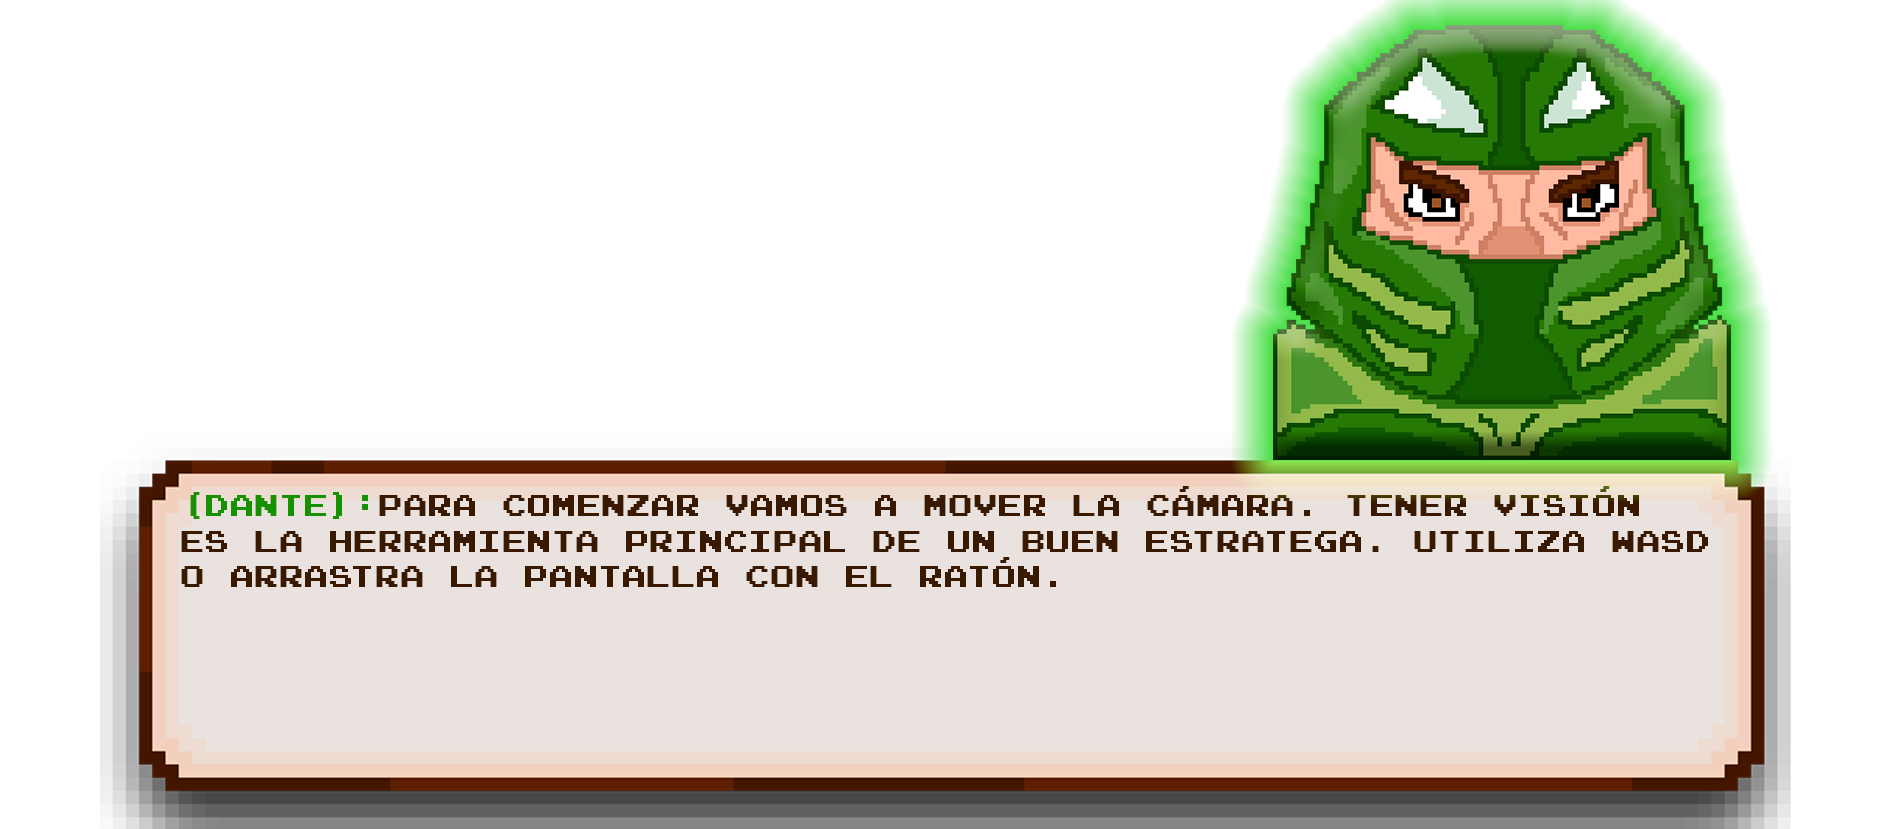 [DANTE]:PARA COMENZAR VAMOS A MOVER LA CÁMARA. TENER VISIÓN
ES LA HERRAMIENTA PRINCIPAL DE UN BUEN ESTRATEGA. UTILIZA WASD
O ARRASTRA LA PANTALLA CON EL RATÓN.